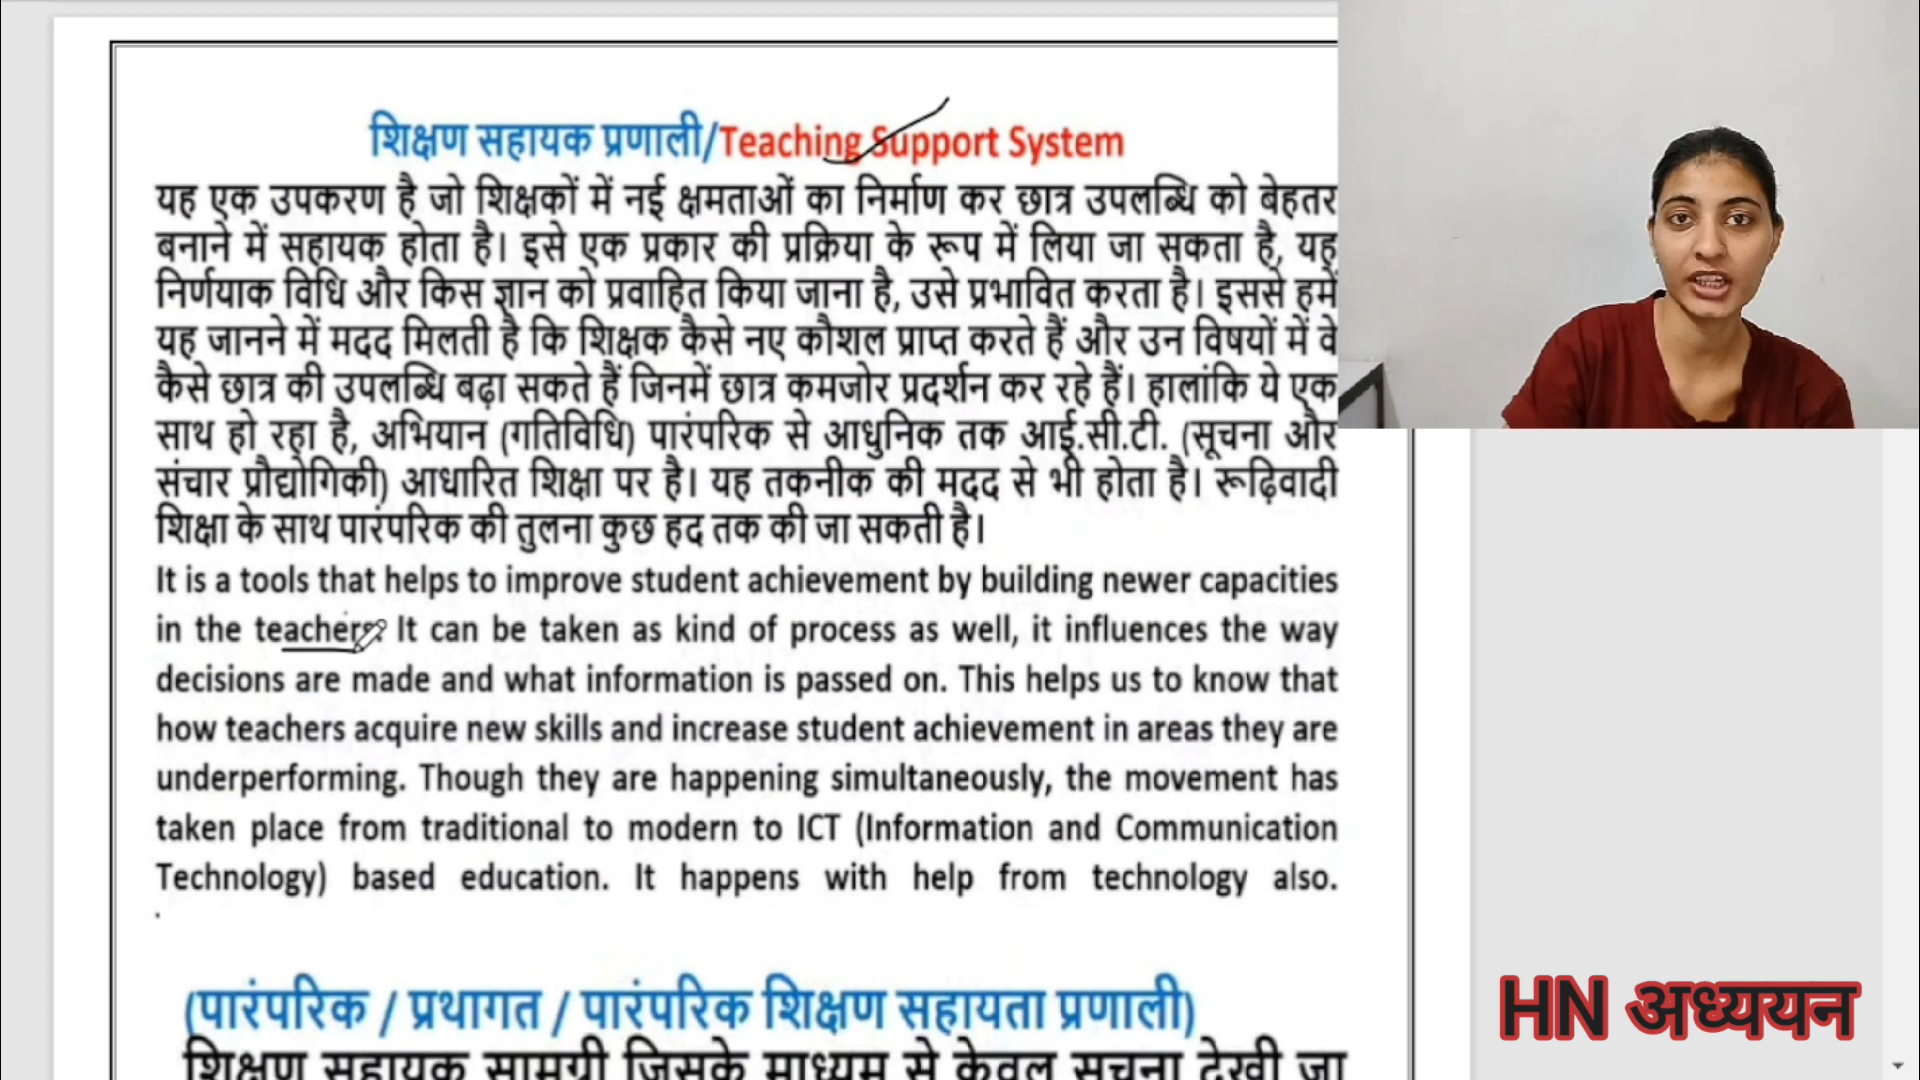 शिक्षण सहायक प्रणाली/Teaching Support System
यह एक उपकरण है जो शिक्षकों में नई क्षमताओं का निर्माण कर छात्र उपलब्धि को बेहतर
बनाने में सहायक होता है। इसे एक प्रकार की प्रक्रिया के रूप में लिया जा सकता है, यह
निर्णयाक विधि और किस ज्ञान को प्रवाहित किया जाना है, उसे प्रभावित करता है। इससे हमें
यह जानने में मदद मिलती है कि शिक्षक कैसे नए कौशल प्राप्त करते हैं और उन विषयों में वे
कैसे छात्र की उपलब्धि बढ़ा सकते हैं जिनमें छात्र कमजोर प्रदर्शन कर रहे हैं। हालांकि ये एक
साथ हो रहा है, अभियान (गतिविधि) पारंपरिक से आधुनिक तक आई.सी.टी. (सूचना और
संचार प्रौद्योगिकी) आधारित शिक्षा पर है। यह तकनीक की मदद से भी होता है। रूढ़िवादी
शिक्षा के साथ पारंपरिक की तुलना कुछ हद तक की जा सकती है।
It is a tools that helps to improve student achievement by building newer capacities
in the teachers. It can be taken as kind of process as well, it influences the way
decisions are made and what information is passed on. This helps us to know that
how teachers acquire new skills and increase student achievement in areas they are
underperforming. Though they are happening simultaneously, the movement has
taken place from traditional to modern to ICT (Information and Communication
Technology) based education. It happens with help from technology also.
.
(पारंपरिक / प्रथागत / पारंपरिक शिक्षण सहायता प्रणाली)
शिक्षण सहायक सामग्री जिसके माध्यम से केवल सूचना देखी जा
HN अध्ययन